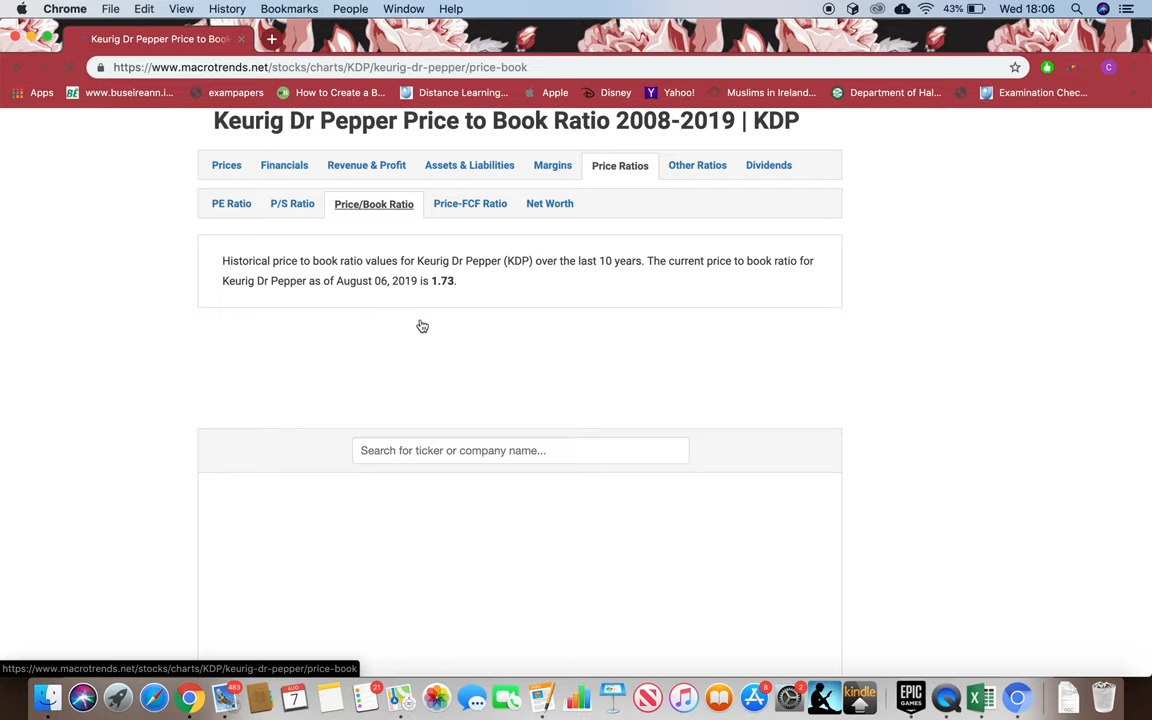 Chrome File Edit View History Bookmarks People Window Help 43% Wed 18:06
Keurig Dr Pepper Price to Book
https://www.macrotrends.net/stocks/charts/KDP/keurig-dr-pepper/price-book C
Apps BÉ www.buseireann.i... exampapers How to Create a B... Distance Learning,... Apple Disney Yahoo! Muslims in Ireland... Department of Hal... Examination Chec...
Keurig Dr Pepper Price to Book Ratio 2008-2019 | KDP
Prices Financials Revenue & Profit Assets & Liabilities Margins Price Ratios Other Ratios Dividends
PE Ratio P/S Ratio Price/Book Ratio Price-FCF Ratio Net Worth
Historical price to book ratio values for Keurig Dr Pepper (KDP) over the last 10 years. The current price to book ratio for
Keurig Dr Pepper as of August 06, 2019 is 1.73.
Search for ticker or company name...
https://www.macrotrends.net/stocks/charts/KDP/keurig-dr-pepper/price-book
483 AUG 7 21 8 2 kindle EPIC GAMES